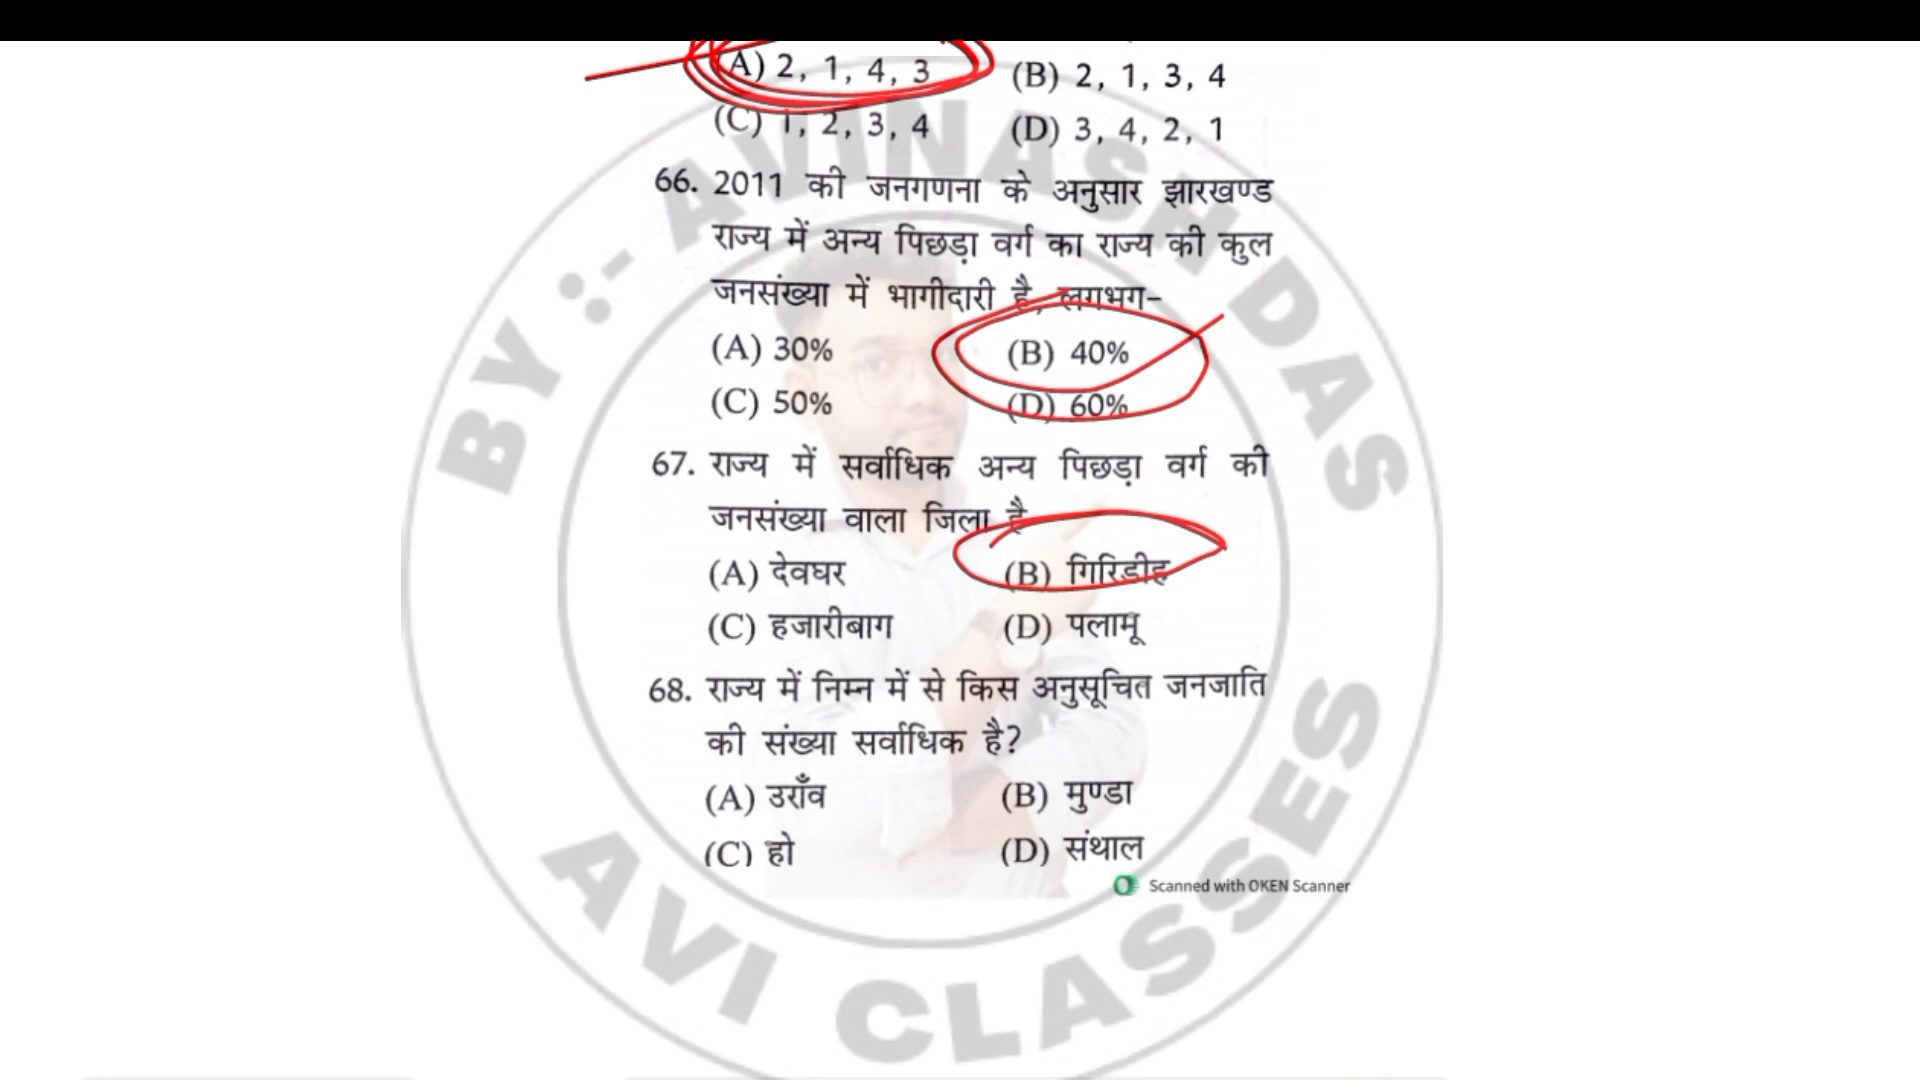 (A) 2, 1, 4, 3 (B) 2, 1, 3, 4
(C) 1, 2, 3, 4 (D) 3, 4, 2, 1
66. 2011 की जनगणना के अनुसार झारखण्ड
राज्य में अन्य पिछड़ा वर्ग का राज्य की कुल
जनसंख्या में भागीदारी है, लगभग-
(A) 30% (B) 40%
(C) 50% (D) 60%
67. राज्य में सर्वाधिक अन्य पिछड़ा वर्ग की
जनसंख्या वाला जिला है
(A) देवघर (B) गिरिडीह
(C) हजारीबाग (D) पलामू
68. राज्य में निम्न में से किस अनुसूचित जनजाति
की संख्या सर्वाधिक है?
(A) उराँव (B) मुण्डा
(C) हो (D) संथाल
Scanned with OKEN Scanner
BY :- AVINASH DAS
AVI CLASSES